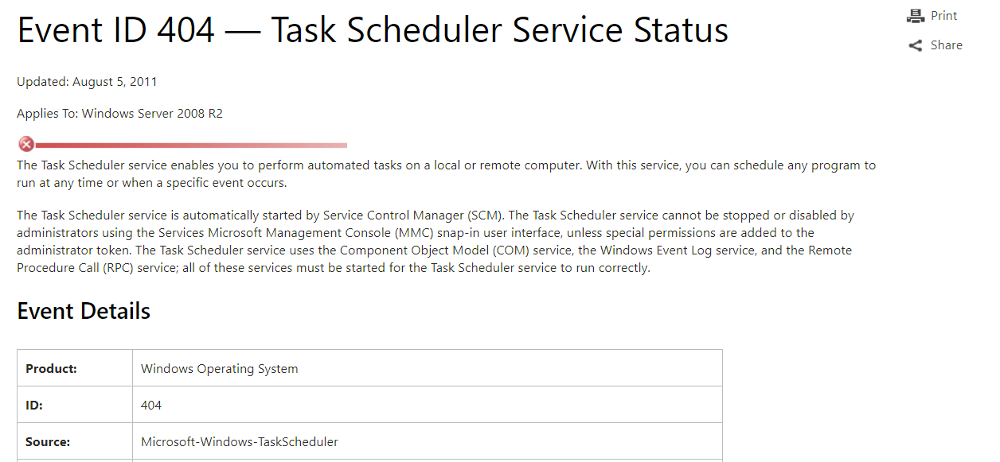 Event ID 404 — Task Scheduler Service Status
Print
Share
Updated: August 5, 2011
Applies To: Windows Server 2008 R2
The Task Scheduler service enables you to perform automated tasks on a local or remote computer. With this service, you can schedule any program to
run at any time or when a specific event occurs.
The Task Scheduler service is automatically started by Service Control Manager (SCM). The Task Scheduler service cannot be stopped or disabled by
administrators using the Services Microsoft Management Console (MMC) snap-in user interface, unless special permissions are added to the
administrator token. The Task Scheduler service uses the Component Object Model (COM) service, the Windows Event Log service, and the Remote
Procedure Call (RPC) service; all of these services must be started for the Task Scheduler service to run correctly.
Event Details
Product: Windows Operating System
ID: 404
Source: Microsoft-Windows-TaskScheduler